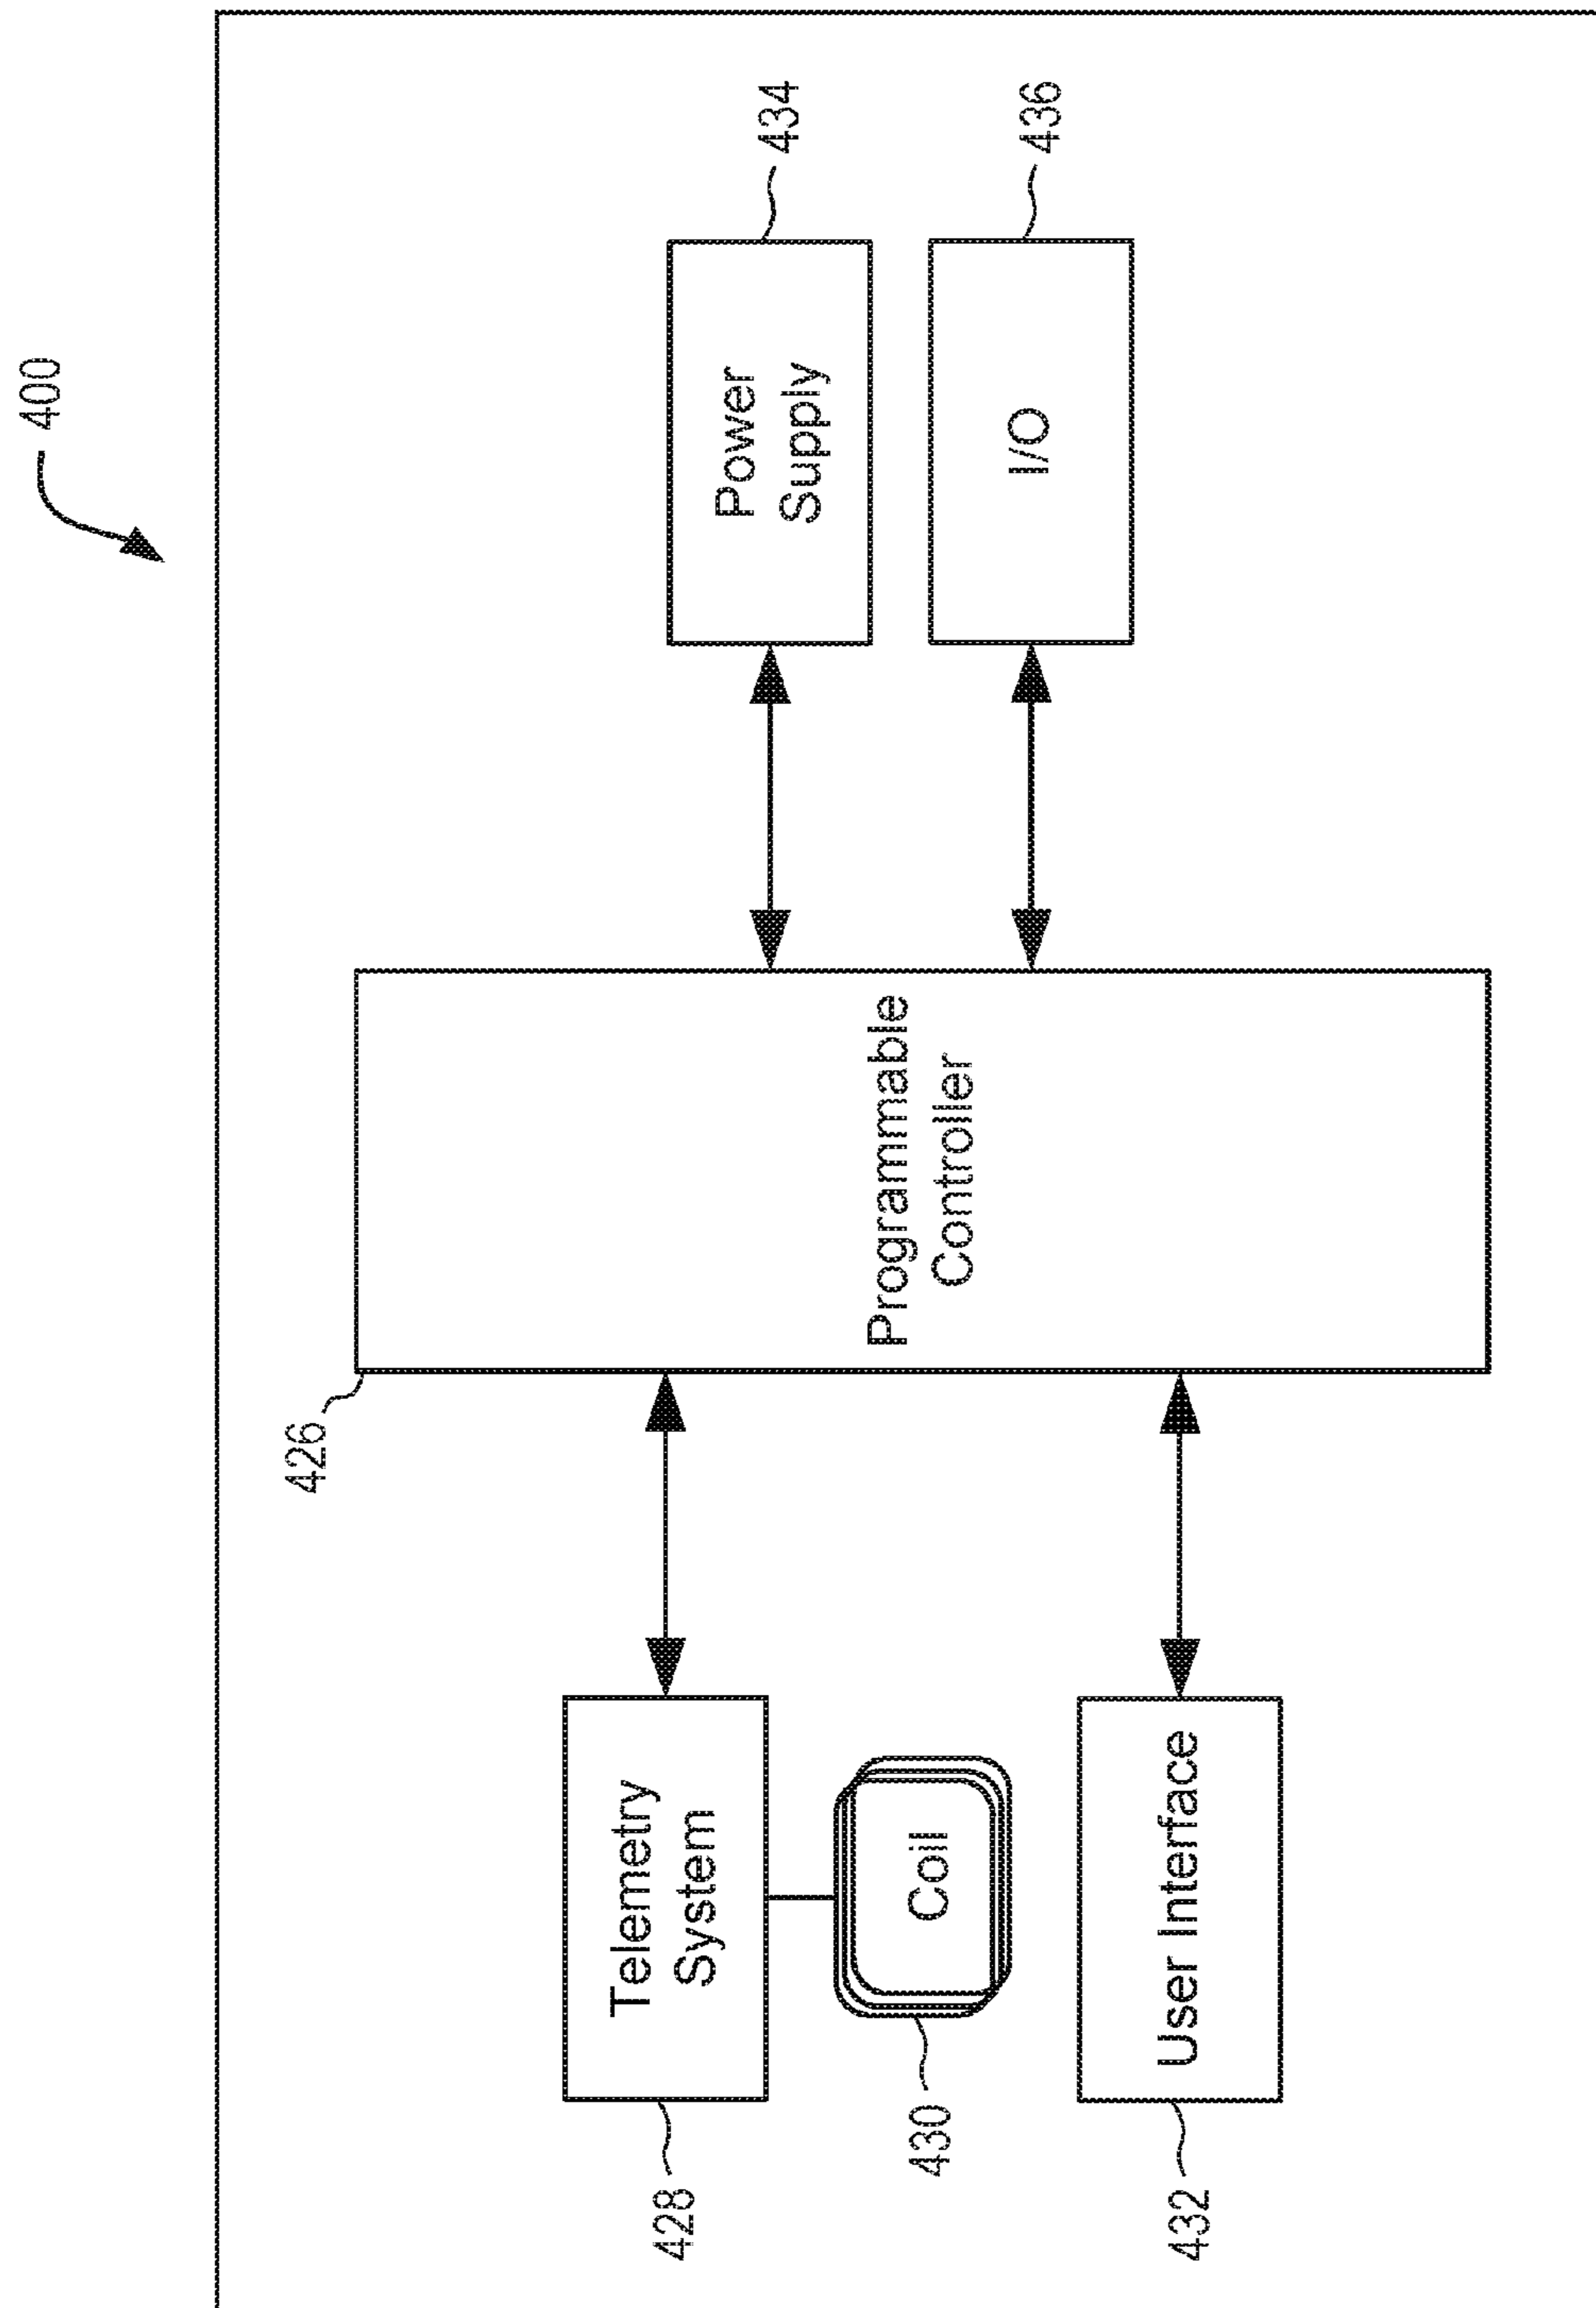 400
426
428
Telemetry
System
430
Coil
432
User Interface
Programmable
Controller
434
Power
Supply
436
I/O